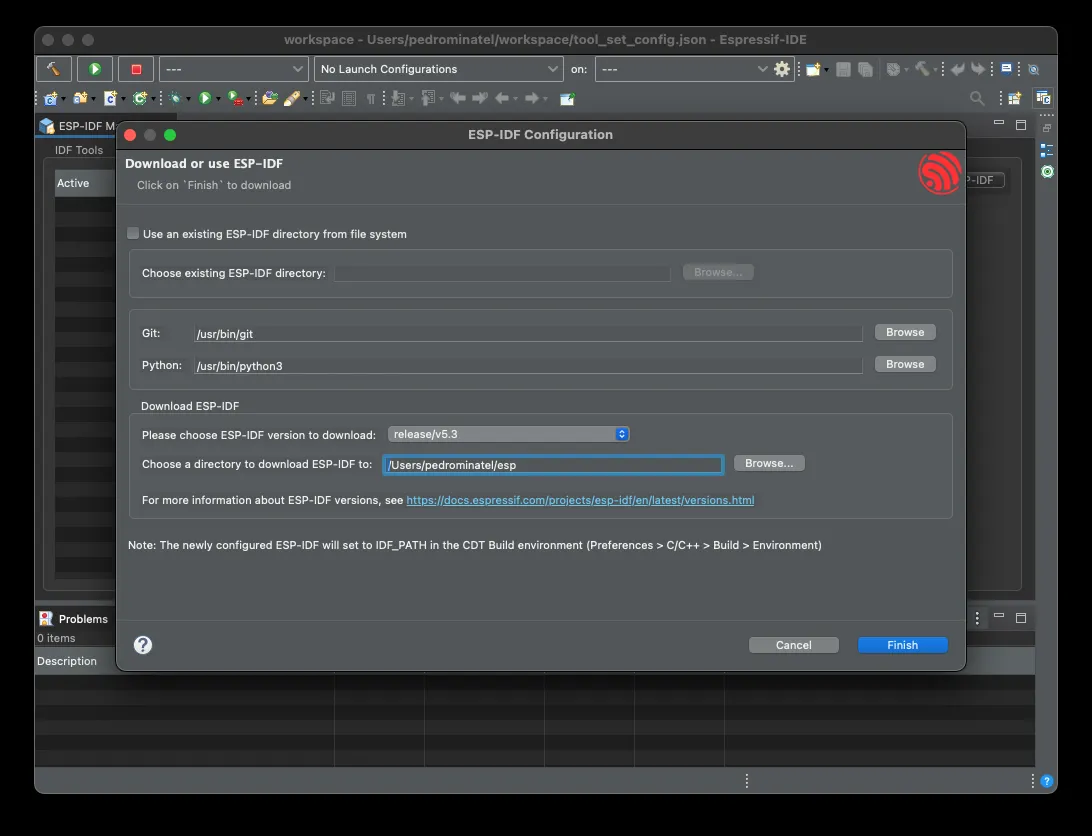 workspace - Users/pedrominatel/workspace/tool_set_config.json - Espressif-IDE
--- No Launch Configurations on: ---
ESP-IDF M
IDF Tools
Active
P-IDF
ESP-IDF Configuration
Download or use ESP-IDF
Click on `Finish` to download
Use an existing ESP-IDF directory from file system
Choose existing ESP-IDF directory: Browse...
Git: /usr/bin/git Browse
Python: /usr/bin/python3 Browse
Download ESP-IDF
Please choose ESP-IDF version to download: release/v5.3
Choose a directory to download ESP-IDF to: /Users/pedrominatel/esp Browse...
For more information about ESP-IDF versions, see https://docs.espressif.com/projects/esp-idf/en/latest/versions.html
Note: The newly configured ESP-IDF will set to IDF_PATH in the CDT Build environment (Preferences > C/C++ > Build > Environment)
? Cancel Finish
Problems
0 items
Description
?